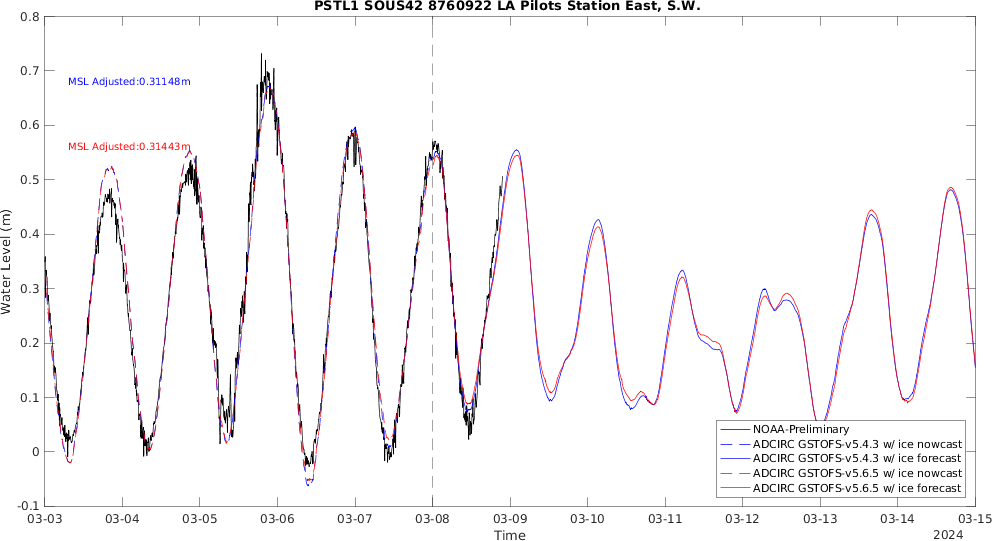 PSTL1 SOUS42 8760922 LA Pilots Station East, S.W.
0.8
0.7
0.6
0.5
0.4
0.3
0.2
0.1
0
-0.1
Water Level (m)
MSL Adjusted:0.31148m
MSL Adjusted:0.31443m
NOAA-Preliminary
ADCIRC GSTOFS-v5.4.3 w/ ice nowcast
ADCIRC GSTOFS-v5.4.3 w/ ice forecast
ADCIRC GSTOFS-v5.6.5 w/ ice nowcast
ADCIRC GSTOFS-v5.6.5 w/ ice forecast
03-03 03-04 03-05 03-06 03-07 03-08 03-09 03-10 03-11 03-12 03-13 03-14 03-15
Time
2024